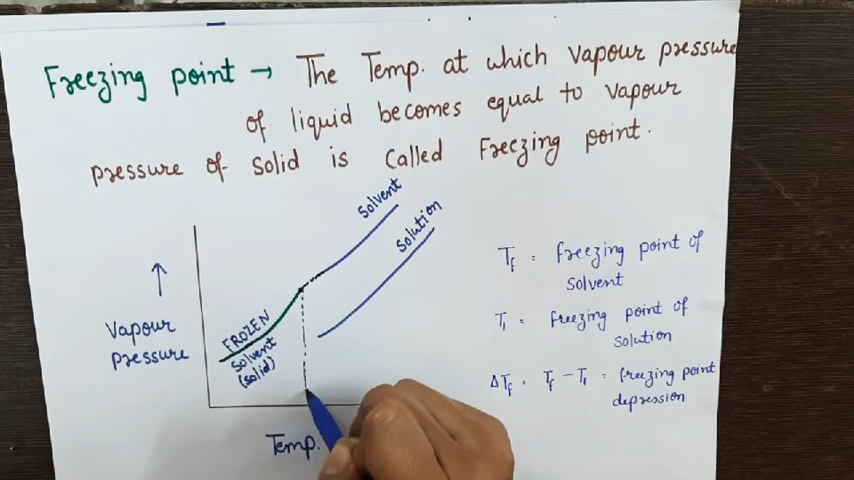 Freezing point → The Temp. at which vapour pressure
of liquid becomes equal to vapour
pressure of solid is called Freezing point.
Solvent
Solution
FROZEN
Solvent
(solid)
↑
Vapour
pressure
Temp.
Tf = freezing point of
solvent
T1 = freezing point of
solution
ΔTf = Tf - T1 = freezing point
depression